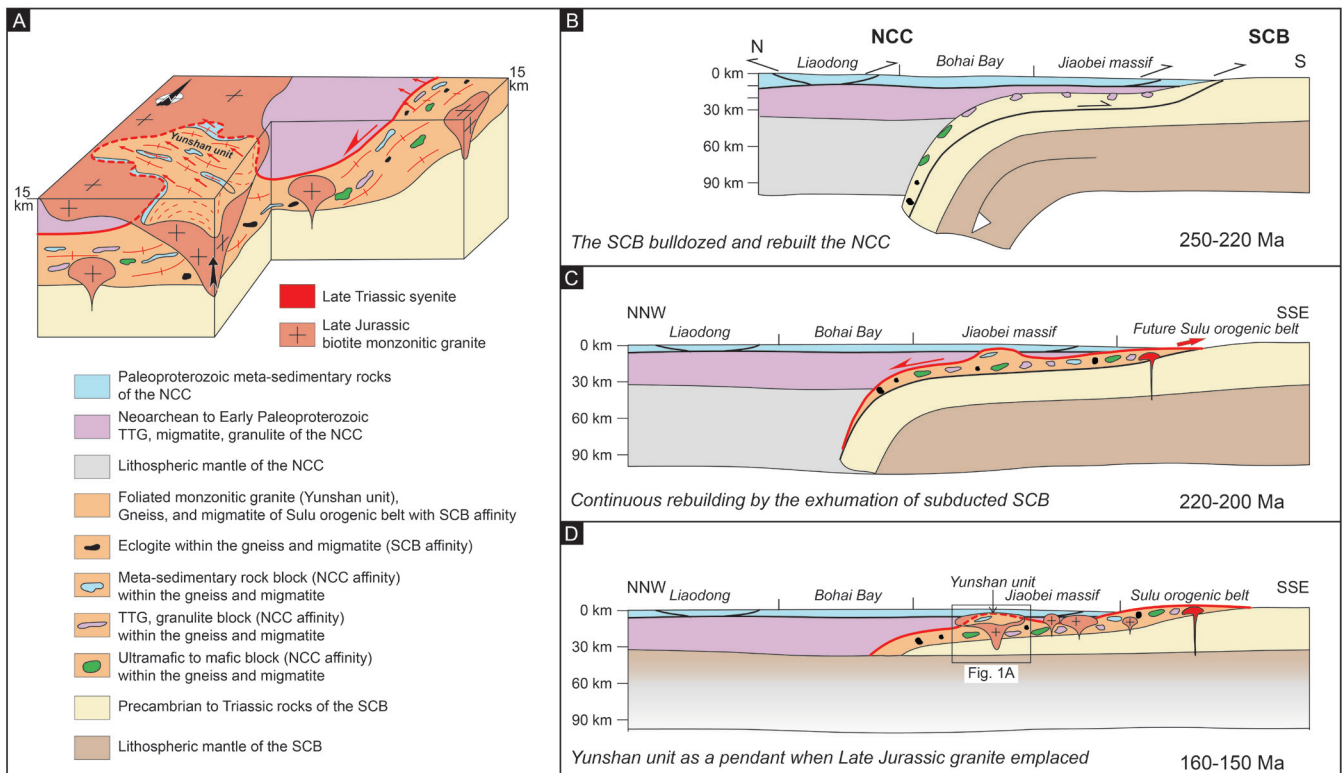 A
15
km
Yunshan unit
15
km
Late Triassic syenite
Late Jurassic
biotite monzonitic granite
Paleoproterozoic meta-sedimentary rocks
of the NCC
Neoarchean to Early Paleoproterozoic
TTG, migmatite, granulite of the NCC
Lithospheric mantle of the NCC
Foliated monzonitic granite (Yunshan unit),
Gneiss, and migmatite of Sulu orogenic belt with SCB affinity
Eclogite within the gneiss and migmatite (SCB affinity)
Meta-sedimentary rock block (NCC affinity)
within the gneiss and migmatite
TTG, granulite block (NCC affinity)
within the gneiss and migmatite
Ultramafic to mafic block (NCC affinity)
within the gneiss and migmatite
Precambrian to Triassic rocks of the SCB
Lithospheric mantle of the SCB
B
NCC SCB
N Liaodong Bohai Bay Jiaobei massif S
0 km
30 km
60 km
90 km
The SCB bulldozed and rebuilt the NCC 250-220 Ma
C
NNW SSE
Liaodong Bohai Bay Jiaobei massif Future Sulu orogenic belt
0 km
30 km
60 km
90 km
Continuous rebuilding by the exhumation of subducted SCB 220-200 Ma
D
Yunshan unit
NNW SSE
Liaodong Bohai Bay Jiaobei massif Sulu orogenic belt
0 km
30 km
Fig. 1A
60 km
90 km
Yunshan unit as a pendant when Late Jurassic granite emplaced 160-150 Ma